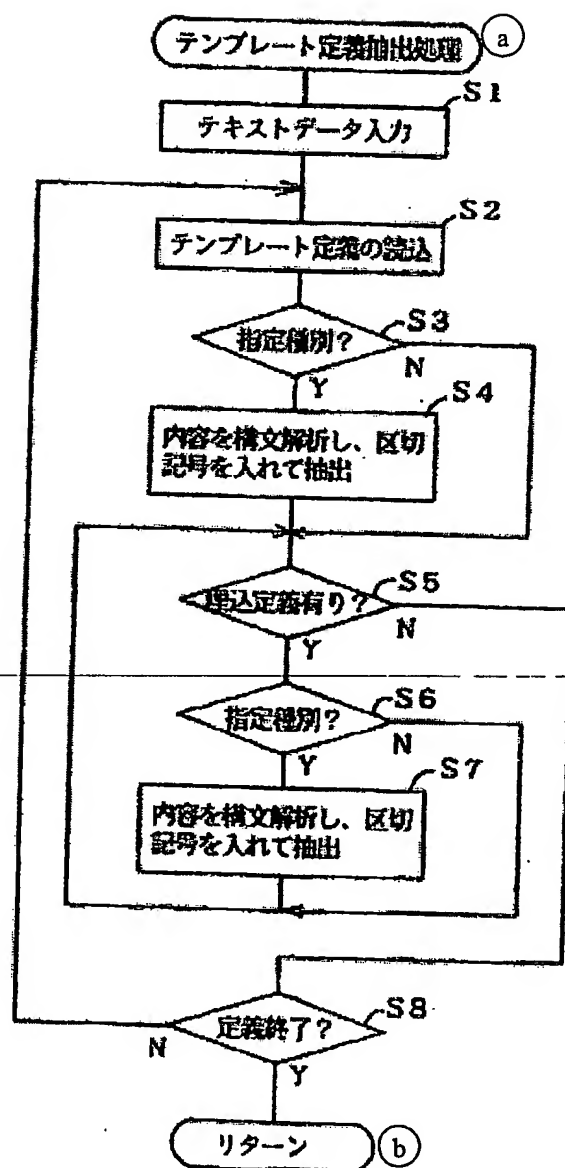 テンプレート定義抽出処理
a
S1
テキストデータ入力
S2
テンプレート定義の読込
S3
指定種別?
N
Y
S4
内容を構文解析し、区切
記号を入れて抽出
S5
埋込定義有り?
N
Y
S6
指定種別?
N
Y
S7
内容を構文解析し、区切
記号を入れて抽出
S8
定義終了?
N
Y
リターン
b